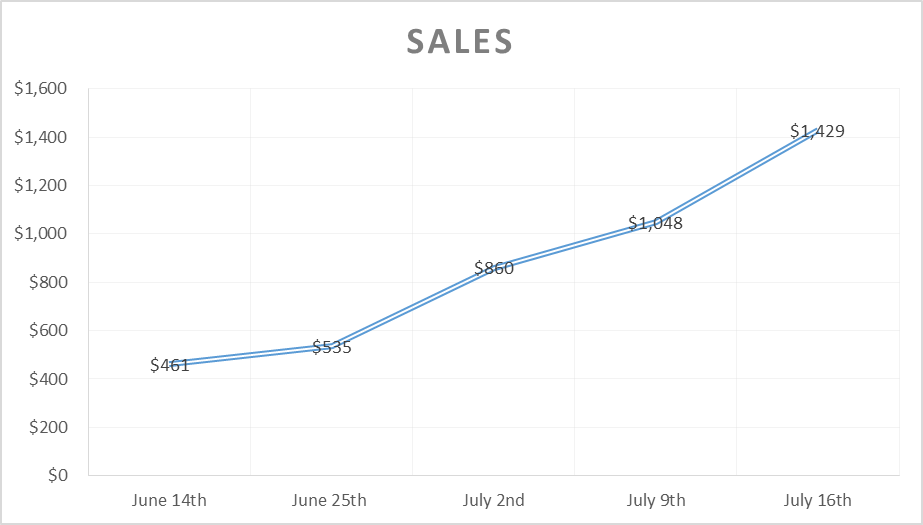 SALES
$1,600
$1,400
$1,200
$1,000
$800
$600
$400
$200
$0
$461
$535
$860
$1,048
$1,429
June 14th
June 25th
July 2nd
July 9th
July 16th